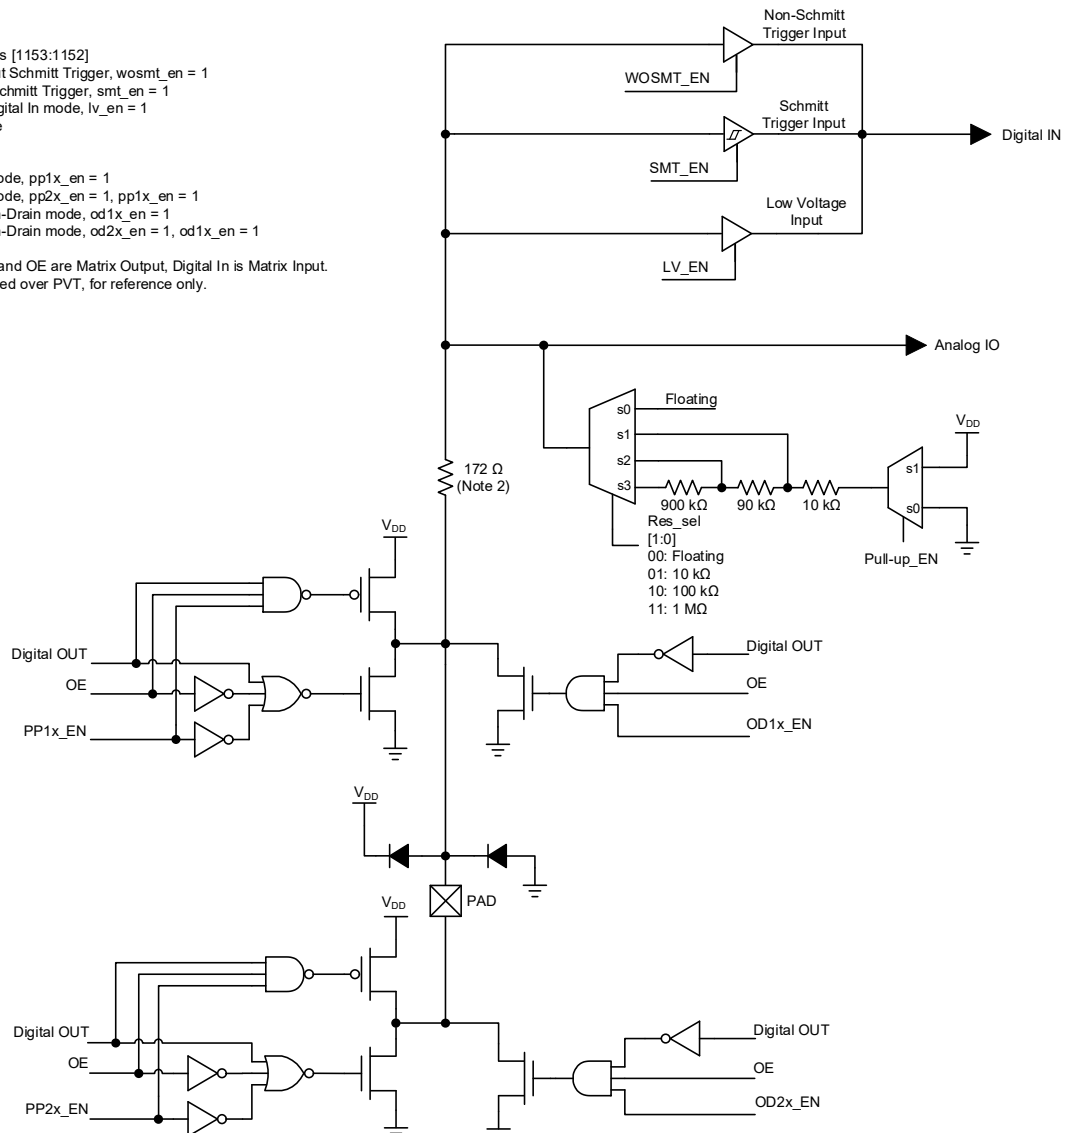 s [1153:1152]
t Schmitt Trigger, wosmt_en = 1
chmitt Trigger, smt_en = 1
gital In mode, lv_en = 1
e
ode, pp1x_en = 1
ode, pp2x_en = 1, pp1x_en = 1
n-Drain mode, od1x_en = 1
n-Drain mode, od2x_en = 1, od1x_en = 1
and OE are Matrix Output, Digital In is Matrix Input.
ed over PVT, for reference only.
Non-Schmitt
Trigger Input
WOSMT_EN
Schmitt
Trigger Input
Digital IN
SMT_EN
Low Voltage
Input
LV_EN
Analog IO
Floating
s0
s1
s2
s3
VDD
s1
s0
900 kΩ
90 kΩ
10 kΩ
Pull-up_EN
Res_sel
[1:0]
00: Floating
01: 10 kΩ
10: 100 kΩ
11: 1 MΩ
172 Ω
(Note 2)
VDD
Digital OUT
OE
PP1x_EN
Digital OUT
OE
OD1x_EN
VDD
PAD
VDD
Digital OUT
OE
PP2x_EN
Digital OUT
OE
OD2x_EN